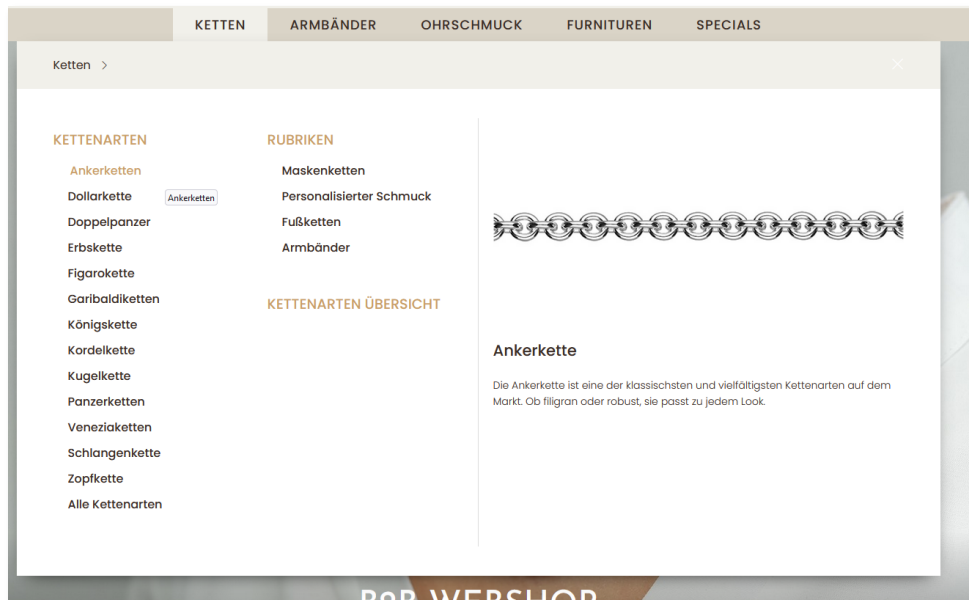 KETTEN ARMBÄNDER OHRSCHMUCK FURNITUREN SPECIALS
Ketten >
KETTENARTEN
Ankerketten
Dollarkette
Ankerketten
Doppelpanzer
Erbskette
Figarokette
Garibaldiketten
Königskette
Kordelkette
Kugelkette
Panzerketten
Veneziaketten
Schlangenkette
Zopfkette
Alle Kettenarten
RUBRIKEN
Maskenketten
Personalisierter Schmuck
Fußketten
Armbänder
KETTENARTEN ÜBERSICHT
Ankerkette
Die Ankerkette ist eine der klassischsten und vielfältigsten Kettenarten auf dem
Markt. Ob filigran oder robust, sie passt zu jedem Look.
WEBSHOP